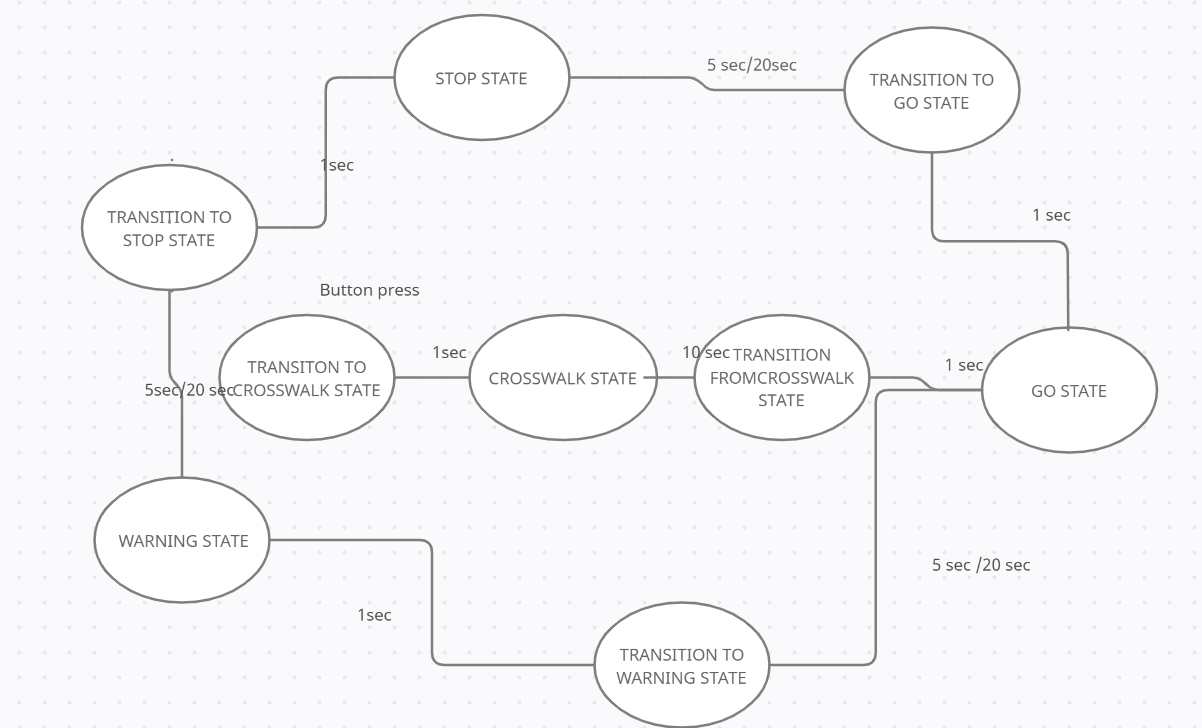 STOP STATE
5 sec/20sec
TRANSITION TO
GO STATE
1sec
TRANSITION TO
STOP STATE
1 sec
Button press
TRANSITON TO
CROSSWALK STATE
1sec
CROSSWALK STATE
10 sec
TRANSITION
FROMCROSSWALK
STATE
1 sec
GO STATE
5sec/20 sec
WARNING STATE
5 sec /20 sec
1sec
TRANSITION TO
WARNING STATE